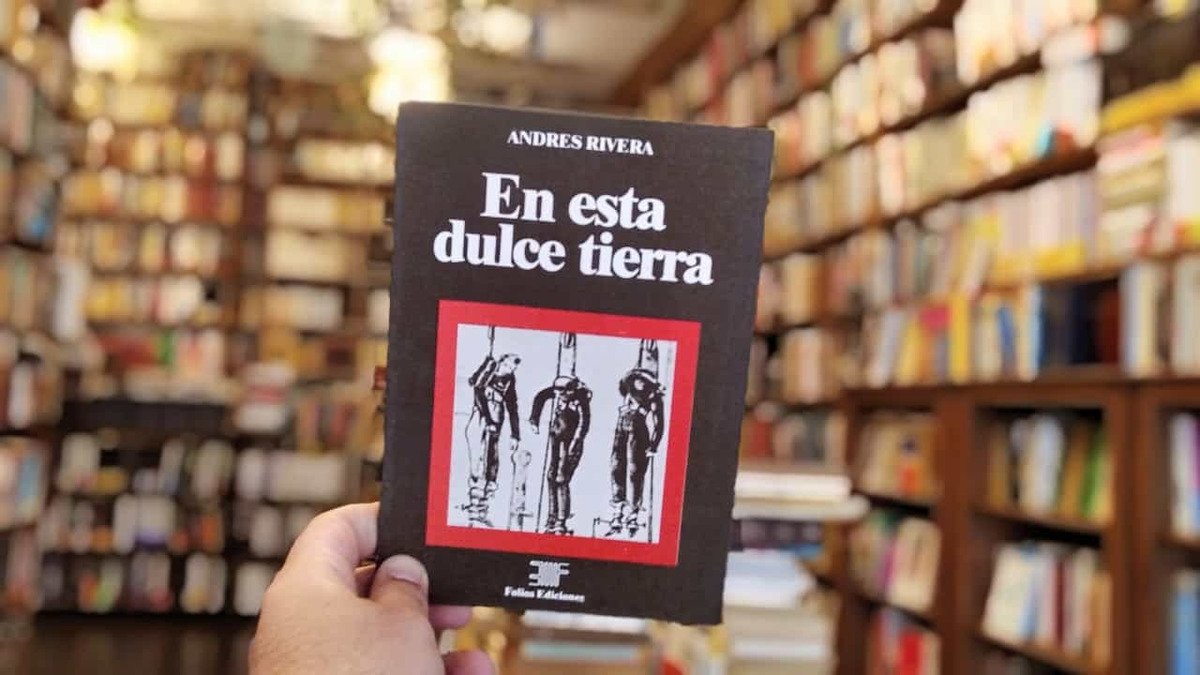 ANDRES RIVERA
En esta
dulce tierra
Folios Ediciones